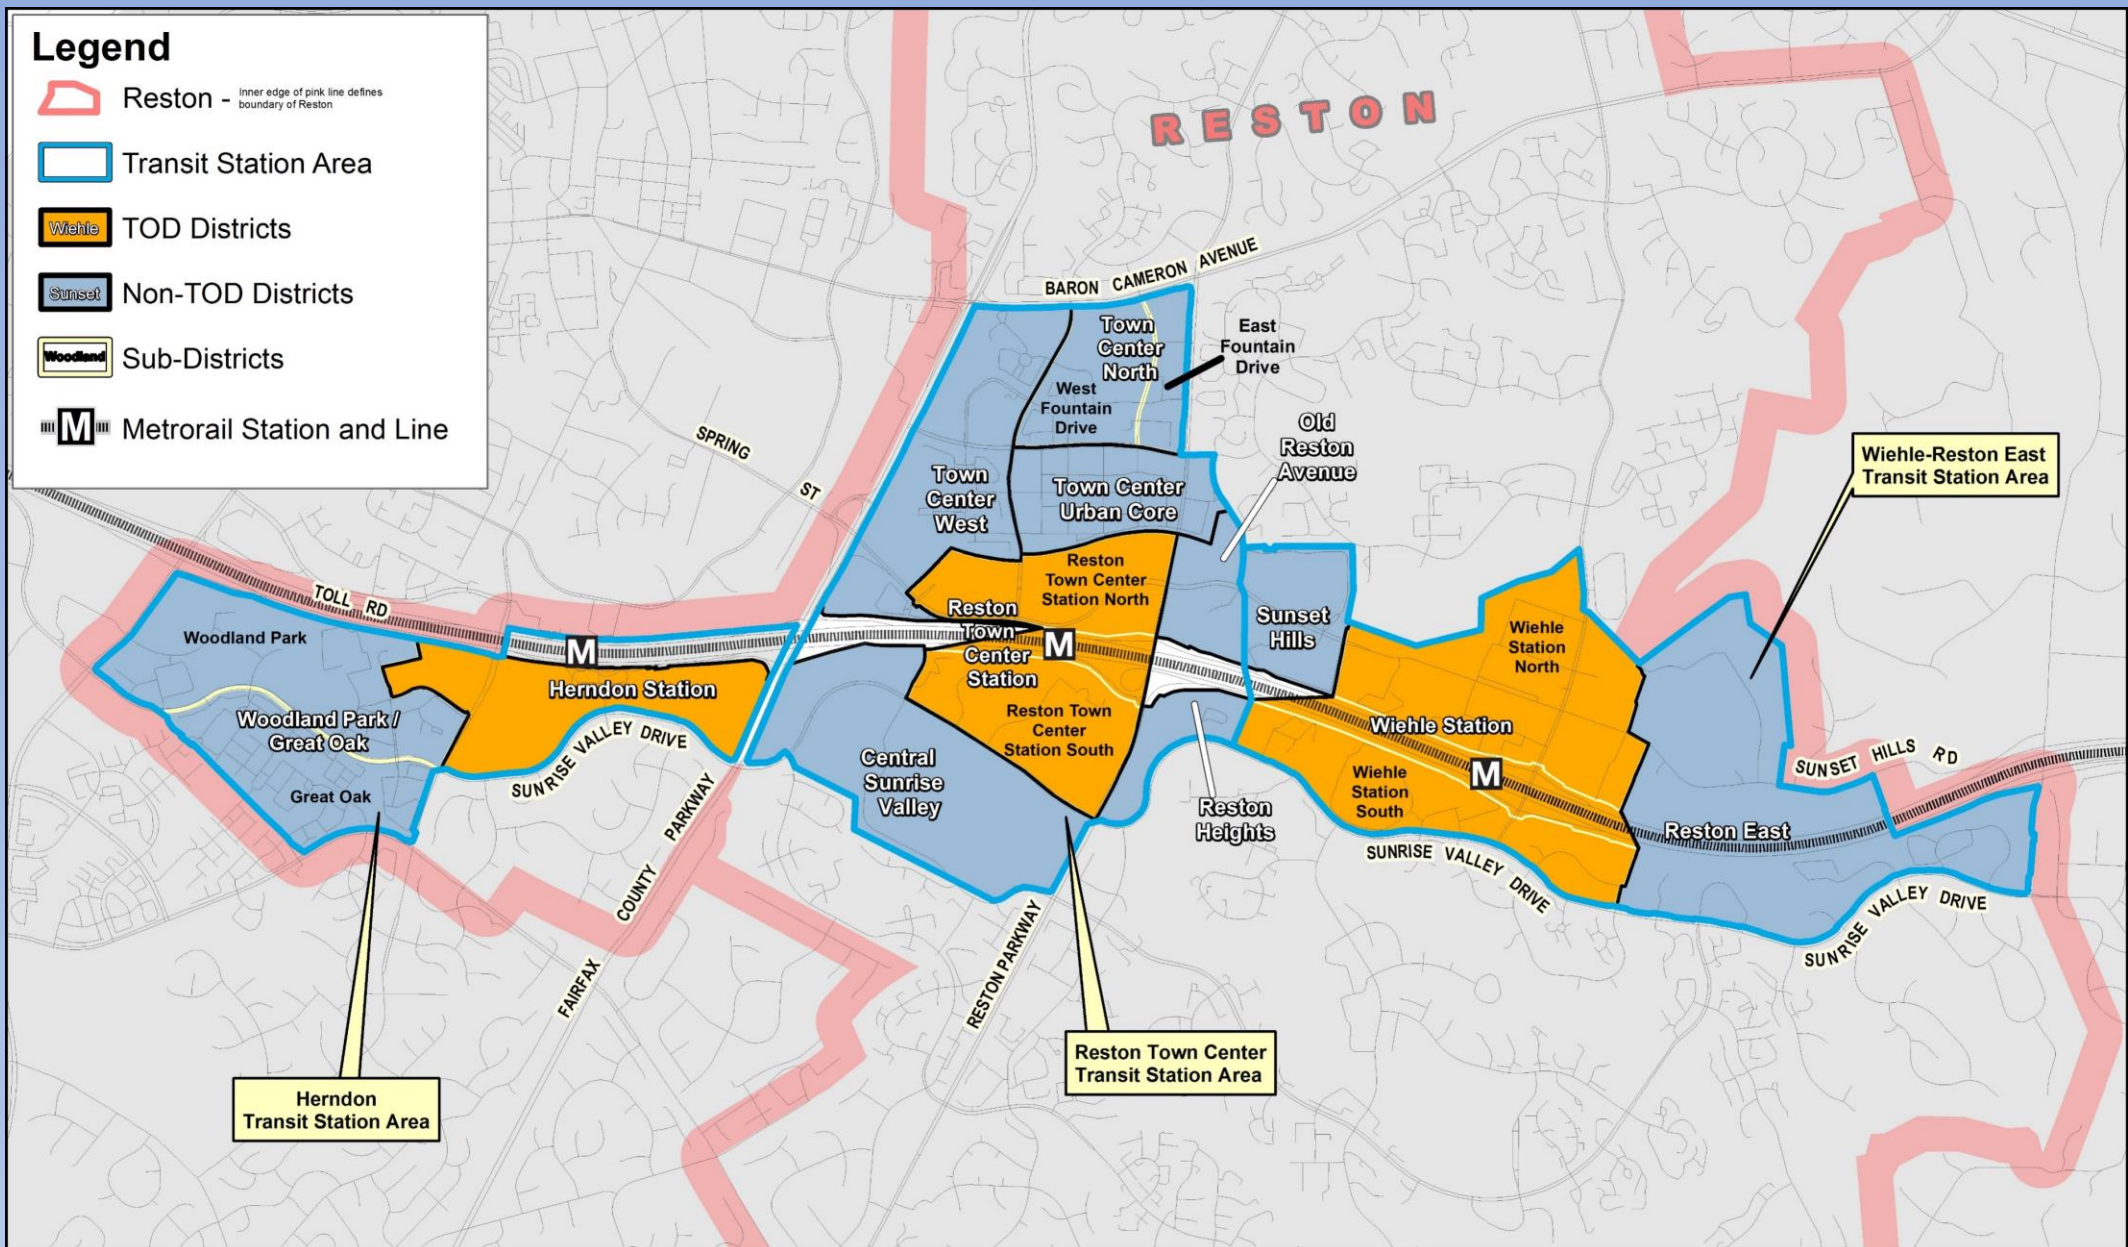 Legend
Reston - Inner edge of pink line defines
boundary of Reston
Transit Station Area
Wiehle TOD Districts
Sunset Non-TOD Districts
Woodland Sub-Districts
M Metrorail Station and Line
RESTON
BARON CAMERON AVENUE
Town
Center
North
East
Fountain
Drive
West
Fountain
Drive
Old
Reston
Avenue
SPRING ST
Town
Center
West
Town Center
Urban Core
Wiehle-Reston East
Transit Station Area
TOLL RD
Reston
Town Center
Station North
Reston
Town
Center
Station
M
M
Sunset
Hills
Wiehle
Station
North
Woodland Park
Herndon Station
Woodland Park /
Great Oak
Great Oak
SUNRISE VALLEY DRIVE
Reston Town
Center
Station South
Central
Sunrise
Valley
Wiehle Station
M
Wiehle
Station
South
Reston
Heights
SUNSET HILLS RD
Reston East
SUNRISE VALLEY DRIVE
SUNRISE VALLEY DRIVE
FAIRFAX COUNTY PARKWAY
RESTON PARKWAY
Reston Town Center
Transit Station Area
Herndon
Transit Station Area